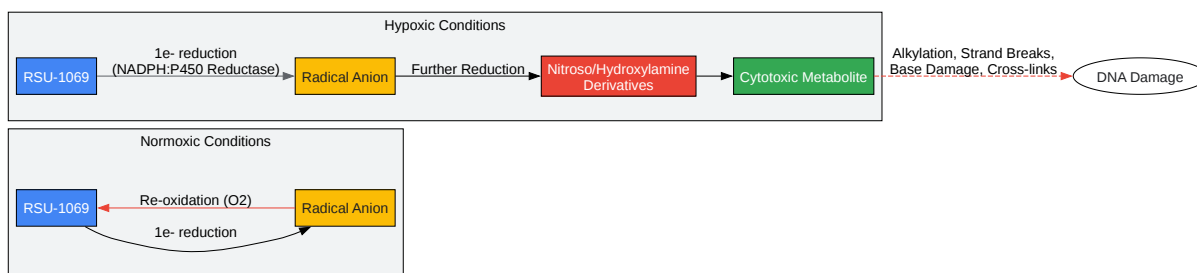 Hypoxic Conditions
RSU-1069
1e- reduction
(NADPH:P450 Reductase)
Radical Anion
Further Reduction
Nitroso/Hydroxylamine
Derivatives
Cytotoxic Metabolite
Alkylation, Strand Breaks,
Base Damage, Cross-links
DNA Damage
Normoxic Conditions
RSU-1069
Re-oxidation (O2)
1e- reduction
Radical Anion